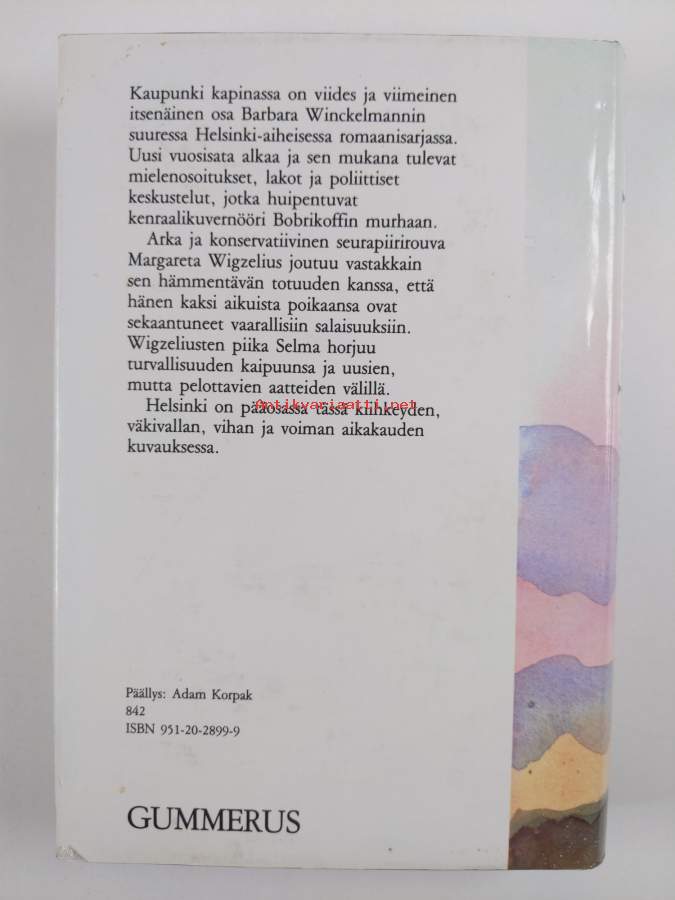 Kaupunki kapinassa on viides ja viimeinen
itsenäinen osa Barbara Winckelmannin
suuressa Helsinki-aiheisessa romaanisarjassa.
Uusi vuosisata alkaa ja sen mukana tulevat
mielenosoitukset, lakot ja poliittiset
keskustelut, jotka huipentuvat
kenraalikuvernööri Bobrikoffin murhaan.
Arka ja konservatiivinen seurapiirirouva
Margareta Wigzelius joutuu vastakkain
sen hämmentävän totuuden kanssa, että
hänen kaksi aikuista poikaansa ovat
sekaantuneet vaarallisiin salaisuuksiin.
Wigzeliusten piika Selma horjuu
turvallisuuden kaipuunsa ja uusien,
mutta pelottavien aatteiden välillä.
Antikvariaatti.net
Helsinki on pääosassa tässä kiihkeyden,
väkivallan, vihan ja voiman aikakauden
kuvauksessa.
Päällys: Adam Korpak
842
ISBN 951-20-2899-9
GUMMERUS